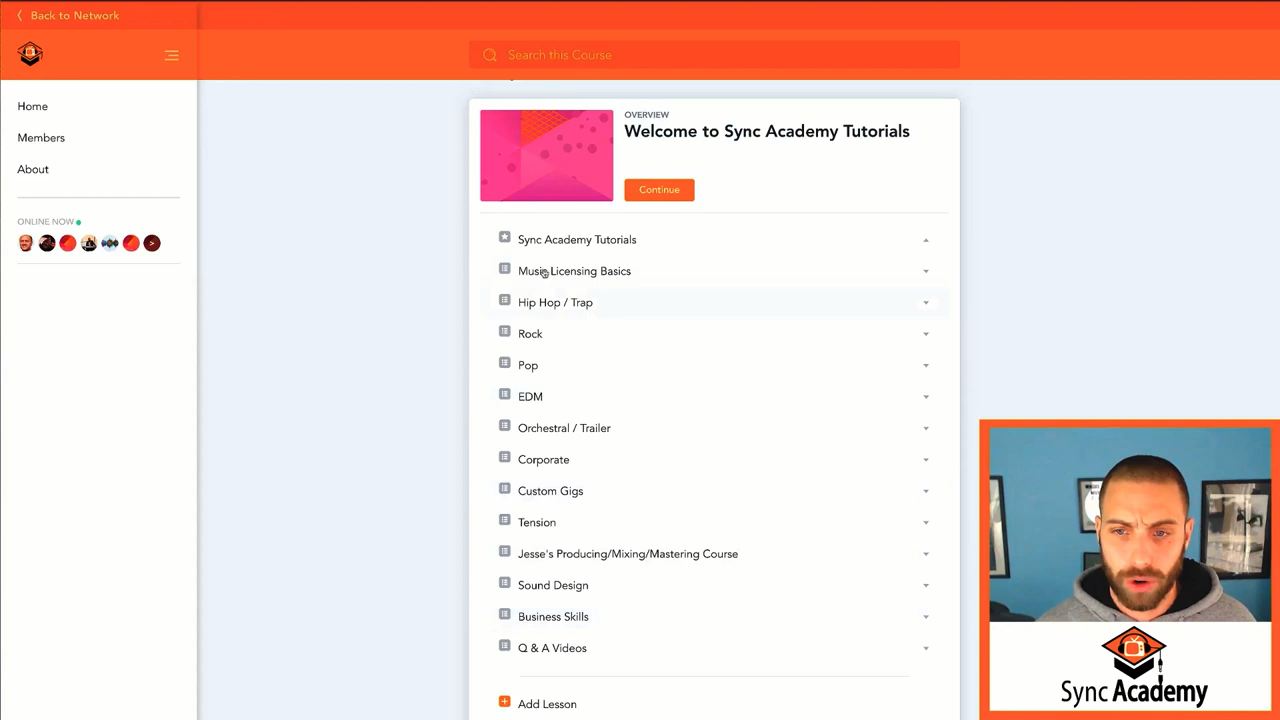 Back to Network
Search this Course
Home
Members
About
ONLINE NOW
OVERVIEW
Welcome to Sync Academy Tutorials
Continue
Sync Academy Tutorials
Music Licensing Basics
Hip Hop / Trap
Rock
Pop
EDM
Orchestral / Trailer
Corporate
Custom Gigs
Tension
Jesse's Producing/Mixing/Mastering Course
Sound Design
Business Skills
Q & A Videos
Add Lesson
Sync Academy